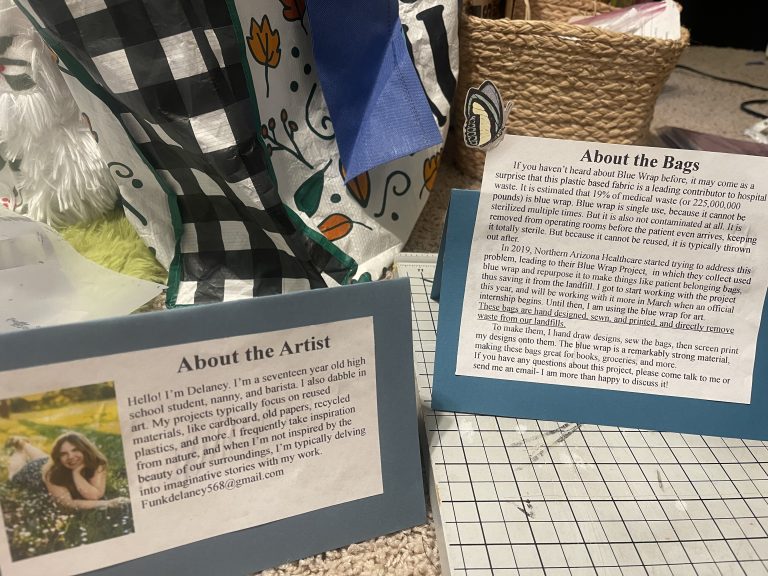 About the Bags
If you haven't heard about Blue Wrap before, it may come as a
surprise that this plastic based fabric is a leading contributor to hospital
waste. It is estimated that 19% of medical waste (or 225,000,000
pounds) is blue wrap. Blue wrap is single use, because it cannot be
sterilized multiple times. But it is also not contaminated at all. It is
removed from operating rooms before the patient even arrives, keeping
it totally sterile. But because it cannot be reused, it is typically thrown
out after.
In 2019, Northern Arizona Healthcare started trying to address this
problem, leading to their Blue Wrap Project, in which they collect used
blue wrap and repurpose it to make things like patient belonging bags,
thus saving it from the landfill. I got to start working with the project
this year, and will be working with it more in March when an official
internship begins. Until then, I am using the blue wrap for art.
These bags are hand designed, sewn, and printed, and directly remove
waste from our landfills.
To make them, I hand draw designs, sew the bags, then screen print
my designs onto them. The blue wrap is a remarkably strong material,
making these bags great for books, groceries, and more.
If you have any questions about this project, please come talk to me or
send me an email- I am more than happy to discuss it!
About the Artist
Hello! I'm Delaney. I'm a seventeen year old high
school student, nanny, and barista. I also dabble in
art. My projects typically focus on reused
materials, like cardboard, old papers, recycled
plastics, and more. I frequently take inspiration
from nature, and when I'm not inspired by the
beauty of our surroundings, I'm typically delving
into imaginative stories with my work.
Funkdelaney568@gmail.com